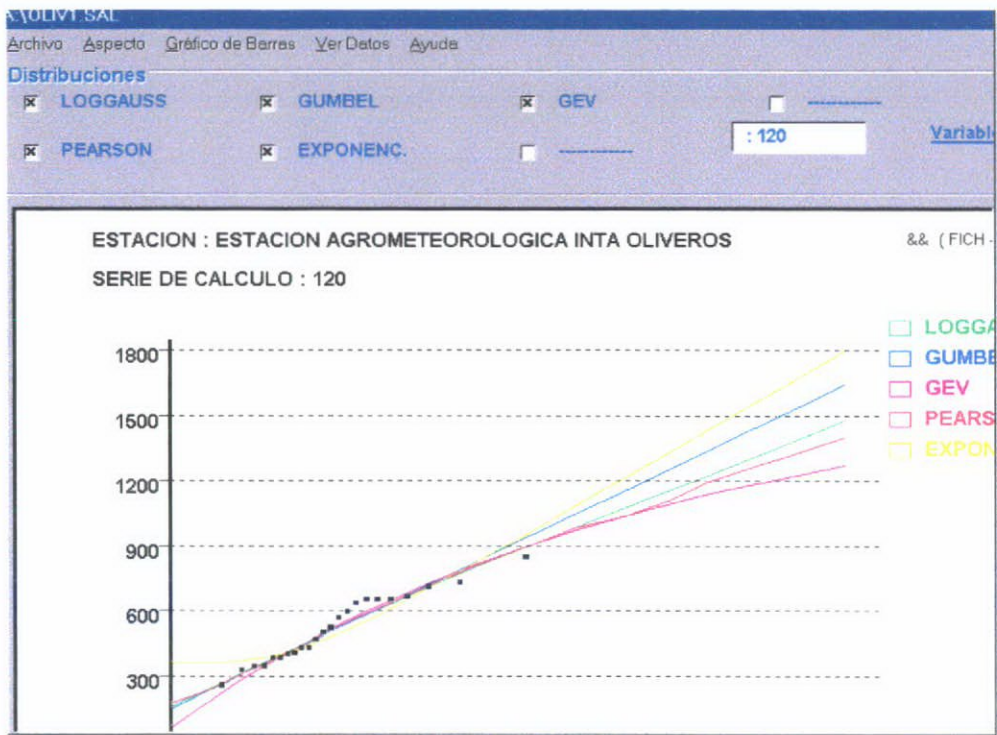 A:\OLIV1.SAL
Archivo Aspecto Gráfico de Barras Ver Datos Ayuda
Distribuciones
LOGGAUSS GUMBEL GEV ------------
PEARSON EXPONENC. ------------ : 120 Variabl
ESTACION : ESTACION AGROMETEOROLOGICA INTA OLIVEROS && ( FICH -
SERIE DE CALCULO : 120
LOGGA
GUMBE
GEV
PEARS
EXPON
1800
1500
1200
900
600
300